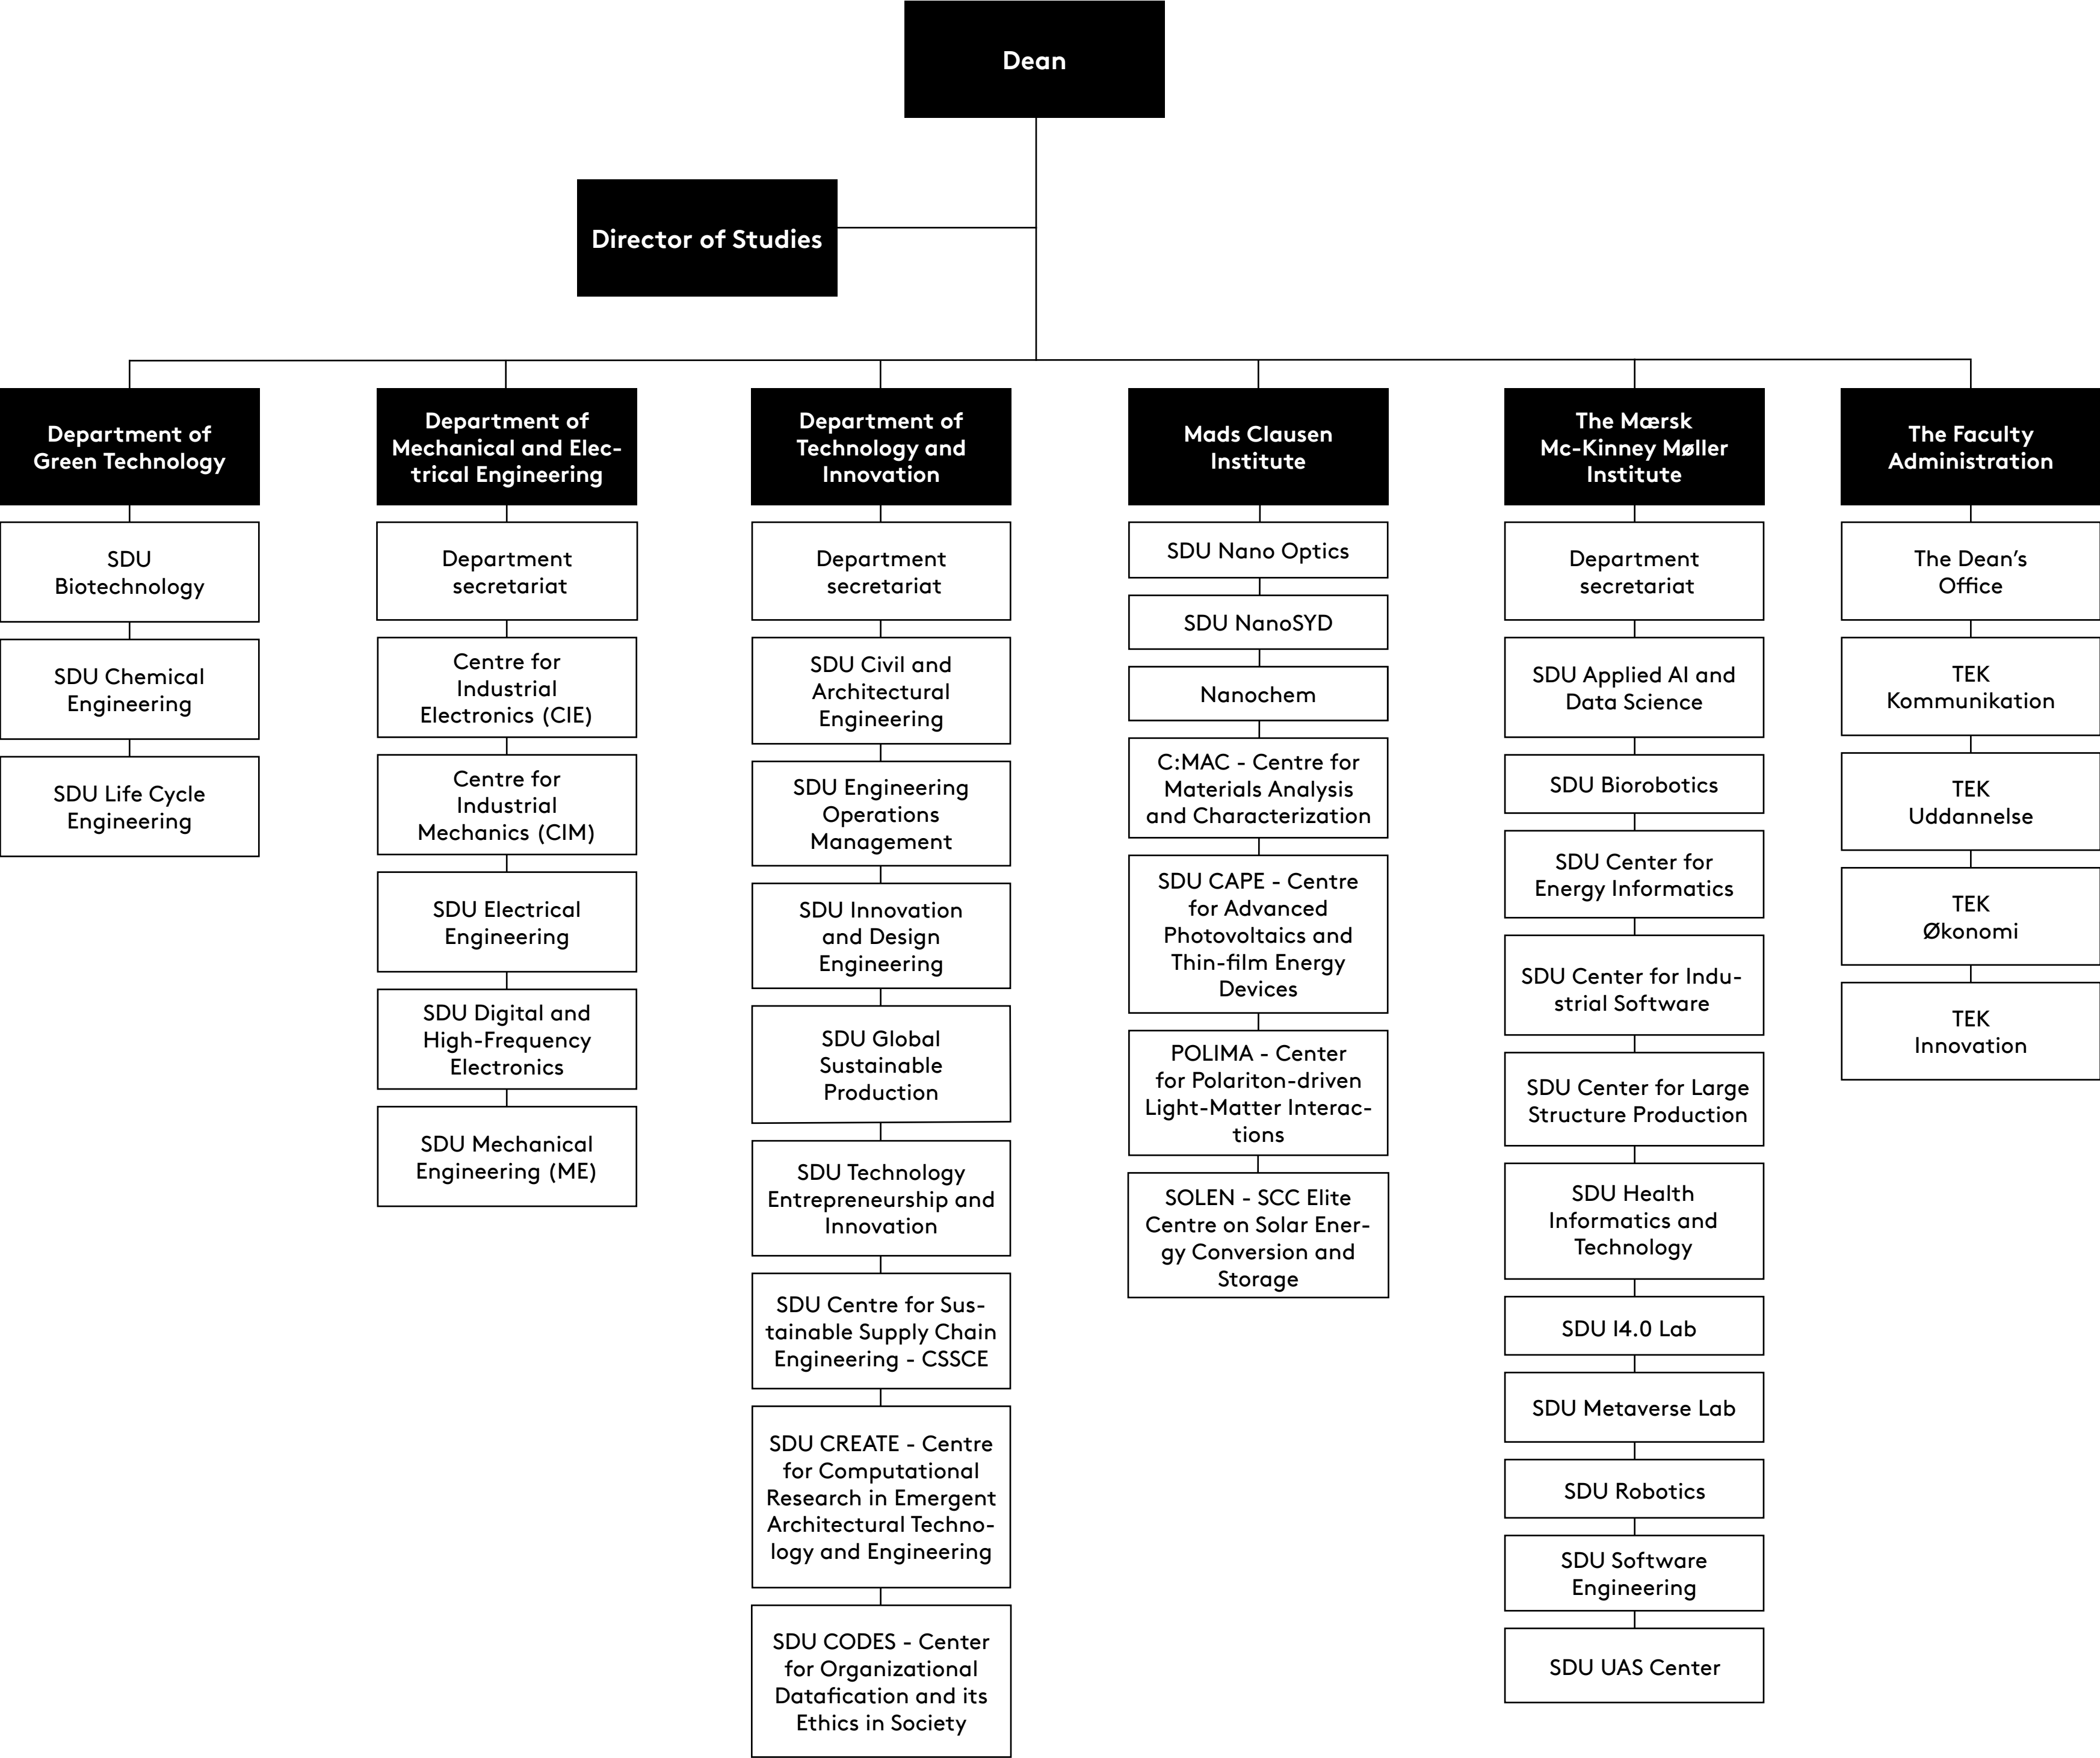 Dean
Director of Studies
Department of
Green Technology
SDU
Biotechnology
SDU Chemical
Engineering
SDU Life Cycle
Engineering
Department of
Mechanical and Elec-
trical Engineering
Department
secretariat
Centre for
Industrial
Electronics (CIE)
Centre for
Industrial
Mechanics (CIM)
SDU Electrical
Engineering
SDU Digital and
High-Frequency
Electronics
SDU Mechanical
Engineering (ME)
Department of
Technology and
Innovation
Department
secretariat
SDU Civil and
Architectural
Engineering
SDU Engineering
Operations
Management
SDU Innovation
and Design
Engineering
SDU Global
Sustainable
Production
SDU Technology
Entrepreneurship and
Innovation
SDU Centre for Sus-
tainable Supply Chain
Engineering - CSSCE
SDU CREATE - Centre
for Computational
Research in Emergent
Architectural Techno-
logy and Engineering
SDU CODES - Center
for Organizational
Datafication and its
Ethics in Society
Mads Clausen
Institute
SDU Nano Optics
SDU NanoSYD
Nanochem
C:MAC - Centre for
Materials Analysis
and Characterization
SDU CAPE - Centre
for Advanced
Photovoltaics and
Thin-film Energy
Devices
POLIMA - Center
for Polariton-driven
Light-Matter Interac-
tions
SOLEN - SCC Elite
Centre on Solar Ener-
gy Conversion and
Storage
The Mærsk
Mc-Kinney Møller
Institute
Department
secretariat
SDU Applied AI and
Data Science
SDU Biorobotics
SDU Center for
Energy Informatics
SDU Center for Indu-
strial Software
SDU Center for Large
Structure Production
SDU Health
Informatics and
Technology
SDU I4.0 Lab
SDU Metaverse Lab
SDU Robotics
SDU Software
Engineering
SDU UAS Center
The Faculty
Administration
The Dean’s
Office
TEK
Kommunikation
TEK
Uddannelse
TEK
Økonomi
TEK
Innovation